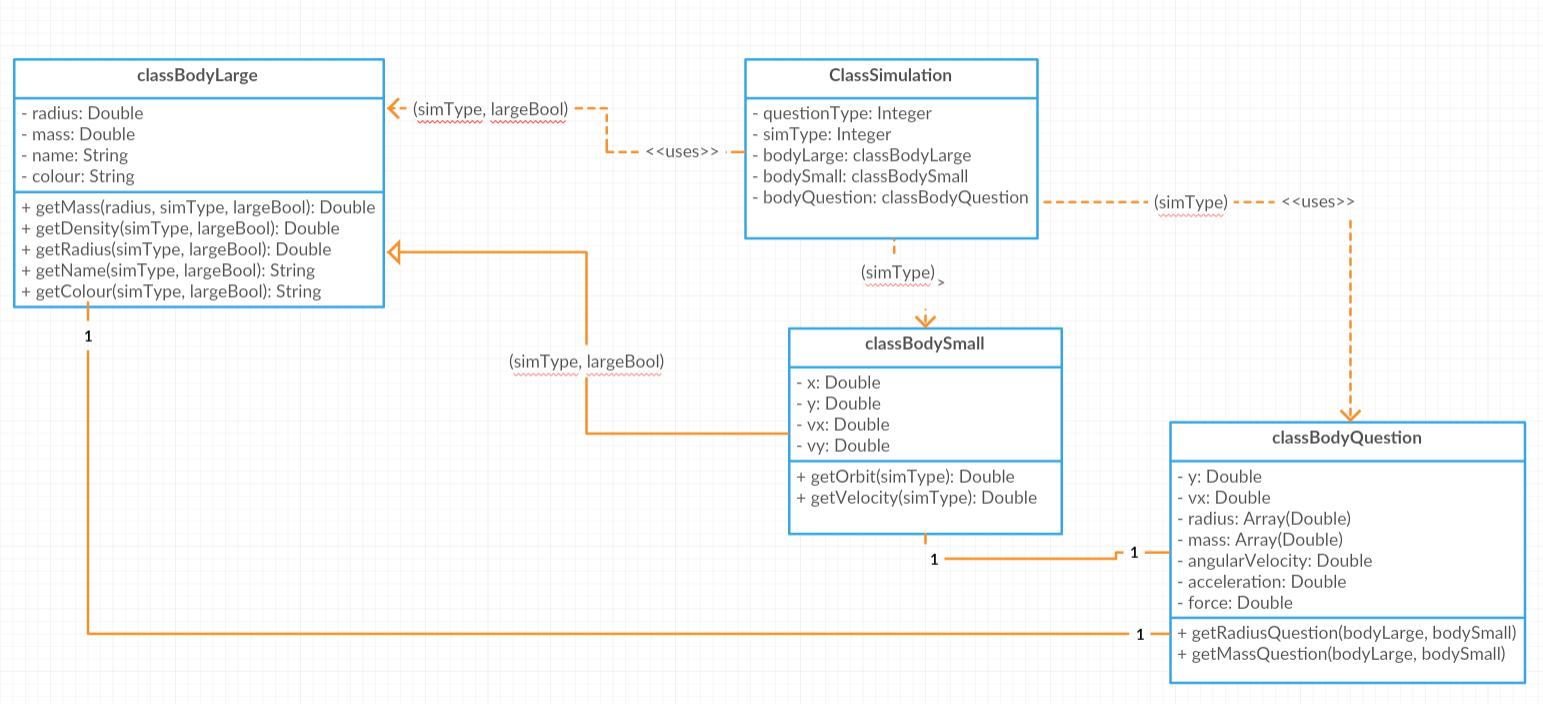 classBodyLarge
- radius: Double
- mass: Double
- name: String
- colour: String
+ getMass(radius, simType, largeBool): Double
+ getDensity(simType, largeBool): Double
+ getRadius(simType, largeBool): Double
+ getName(simType, largeBool): String
+ getColour(simType, largeBool): String
(simType, largeBool)
<<uses>>
ClassSimulation
- questionType: Integer
- simType: Integer
- bodyLarge: classBodyLarge
- bodySmall: classBodySmall
- bodyQuestion: classBodyQuestion
(simType)
<<uses>>
(simType)
>
1
(simType, largeBool)
classBodySmall
- x: Double
- y: Double
- vx: Double
- vy: Double
+ getOrbit(simType): Double
+ getVelocity(simType): Double
1
1
classBodyQuestion
- y: Double
- vx: Double
- radius: Array(Double)
- mass: Array(Double)
- angularVelocity: Double
- acceleration: Double
- force: Double
+ getRadiusQuestion(bodyLarge, bodySmall)
+ getMassQuestion(bodyLarge, bodySmall)
1